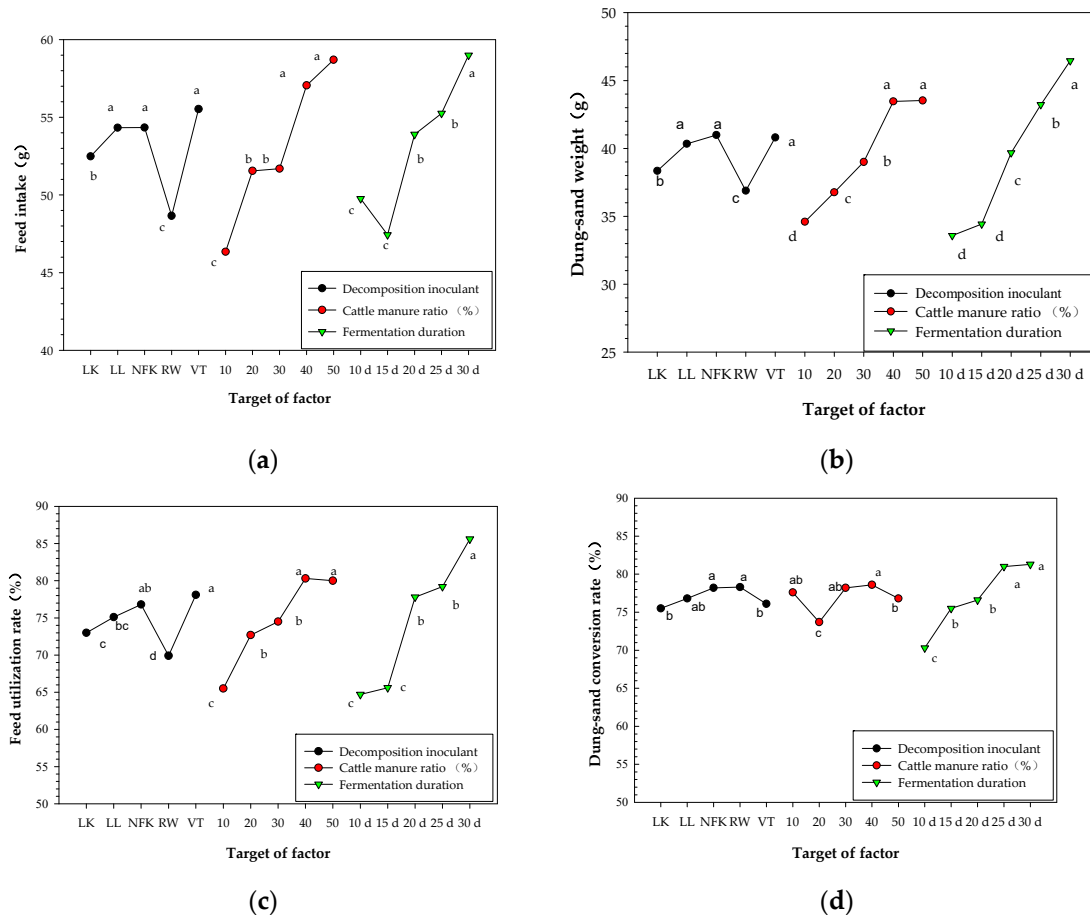 60
55
50
45
40
Feed intake (g)
a
a
a
a
a
b
b
b
c
c
c
c
b
b
a
Decomposition inoculant
Cattle manure ratio (%)
Fermentation duration
LK LL NFK RW VT 10 20 30 40 50 10 d 15 d 20 d 25 d 30 d
Target of factor
(a)
50
45
40
35
30
25
Dung-sand weight (g)
a
a
a
a
a
b
c
d
c
b
d
d
c
b
a
Decomposition inoculant
Cattle manure ratio (%)
Fermentation duration
LK LL NFK RW VT 10 20 30 40 50 10 d 15 d 20 d 25 d 30 d
Target of factor
(b)
90
85
80
75
70
65
60
55
50
Feed utilization rate (%)
c
bc
ab
d
a
c
b
b
a
a
c
c
b
b
a
Decomposition inoculant
Cattle manure ratio (%)
Fermentation duration
LK LL NFK RW VT 10 20 30 40 50 10 d 15 d 20 d 25 d 30 d
Target of factor
(c)
90
85
80
75
70
65
60
55
50
Dung-sand conversion rate (%)
b
ab
a
a
b
ab
c
ab
a
b
c
b
b
a
a
Decomposition inoculant
Cattle manure ratio (%)
Fermentation duration
LK LL NFK RW VT 10 20 30 40 50 10 d 15 d 20 d 25 d 30 d
Target of factor
(d)